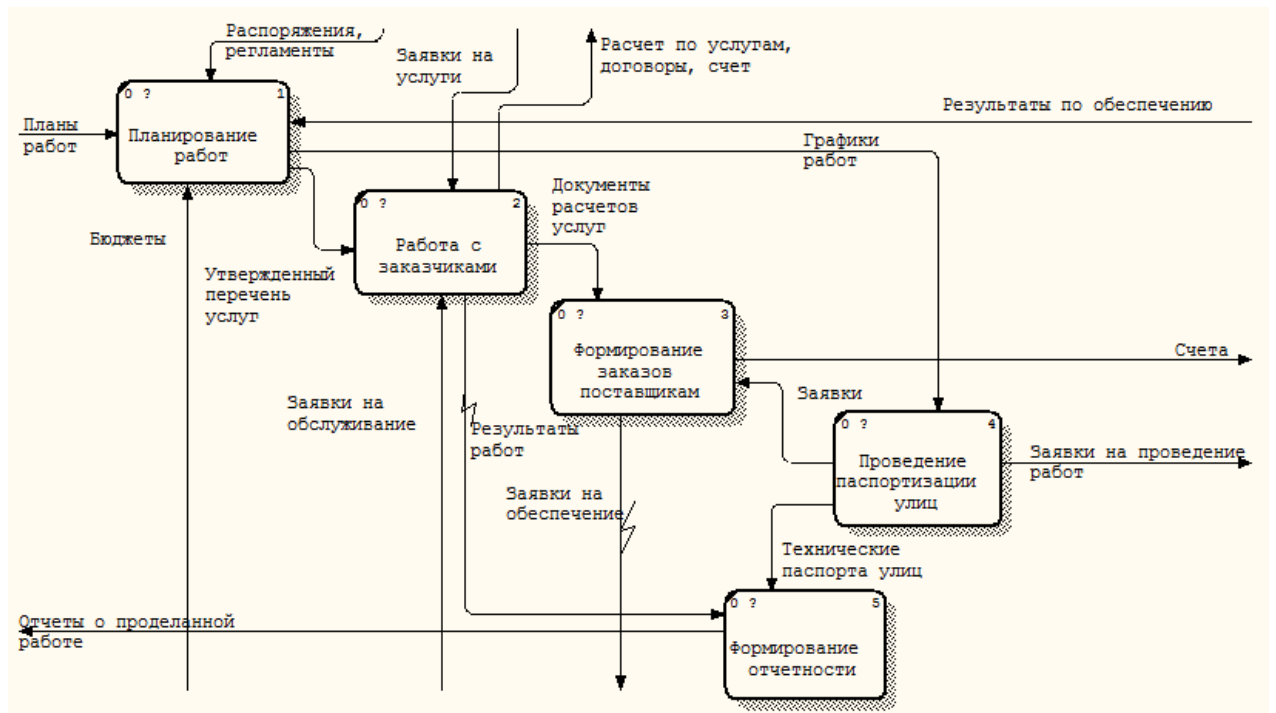 Распоряжения,
регламенты
Заявки на
услуги
Расчет по услугам,
договоры, счет
Результаты по обеспечению
Планы
работ
0 ? 1
Планирование
работ
Графики
работ
Документы
расчетов
услуг
0 ? 2
Работа с
заказчиками
Бюджеты
Утвержденный
перечень
услуг
0 ? 3
Формирование
заказов
поставщикам
Счета
Заявки
Заявки на
обслуживание
Результаты
работ
0 ? 4
Проведение
паспортизации
улиц
Заявки на проведение
работ
Заявки на
обеспечение
Технические
паспорта улиц
0 ? 5
Формирование
отчетности
Отчеты о проделанной
работе